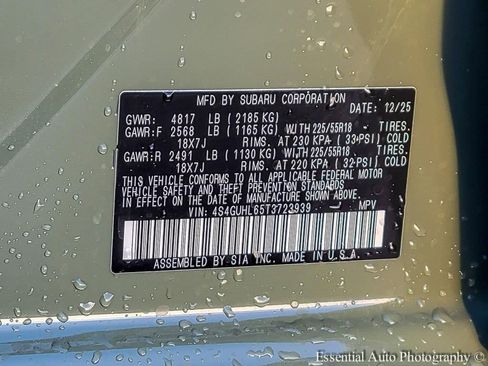 MFD BY SUBARU CORPORATION DATE: 12/25
GVWR: 4817 LB (2185 KG)
GAWR:F 2568 LB (1165 KG) WITH 225/55R18 - TIRES.
18X7J RIMS. AT 230 KPA (33 PSI) COLD
GAWR:R 2491 LB (1130 KG) WITH 225/55R18 - TIRES.
18X7J RIMS. AT 220 KPA (32 PSI) COLD
THIS VEHICLE CONFORMS TO ALL APPLICABLE FEDERAL MOTOR
VEHICLE SAFETY AND THEFT PREVENTION STANDARDS
IN EFFECT ON THE DATE OF MANUFACTURE SHOWN ABOVE.
VIN: 4S4GUHL65T3723939 MPV
ASSEMBLED BY SIA INC. MADE IN U.S.A.
Essential Auto Photography ©